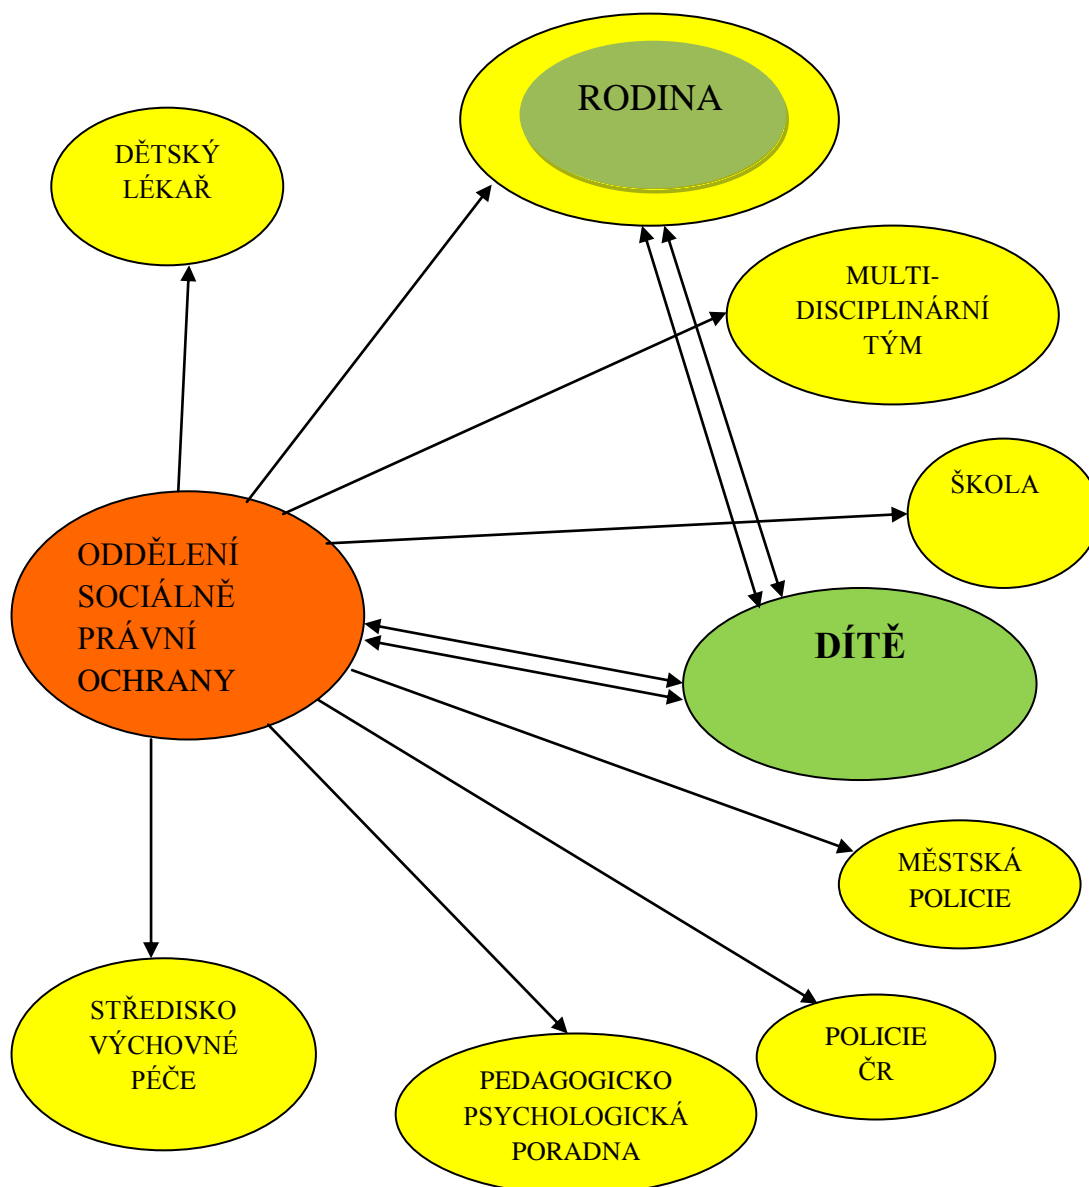 RODINA
DĚTSKÝ
LÉKAŘ
MULTI-
DISCIPLINÁRNÍ
TÝM
ŠKOLA
ODDĚLENÍ
SOCIÁLNĚ
PRÁVNÍ
OCHRANY
DÍTĚ
MĚSTSKÁ
POLICIE
STŘEDISKO
VÝCHOVNÉ
PÉČE
POLICIE
ČR
PEDAGOGICKO
PSYCHOLOGICKÁ
PORADNA